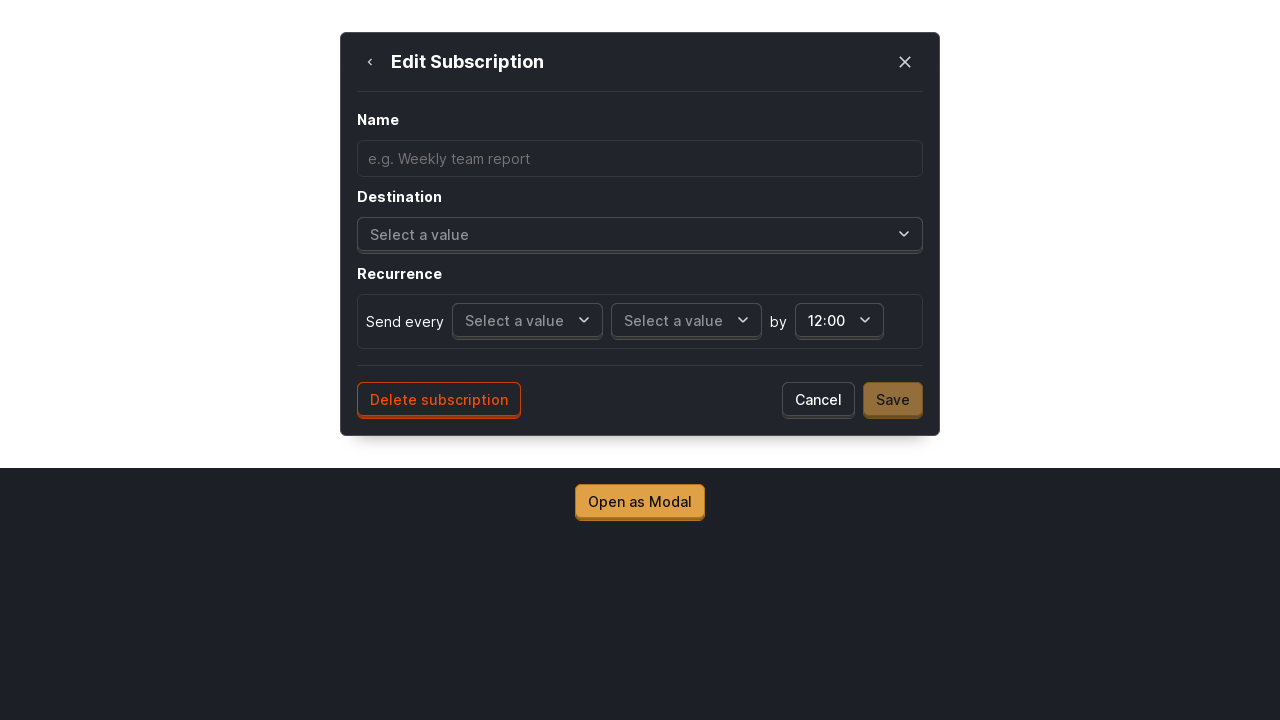 Edit Subscription
Name
e.g. Weekly team report
Destination
Select a value
Recurrence
Send every Select a value Select a value by 12:00
Delete subscription Cancel Save
Open as Modal